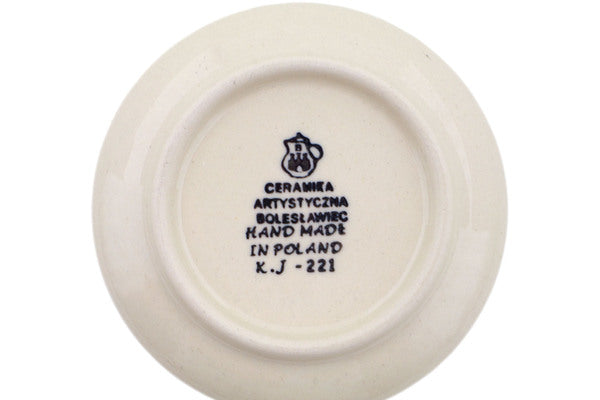 B
CERAMIKA
ARTYSTYCZNA
BOLESŁAWIEC
HAND MADE
IN POLAND
K.J - 221